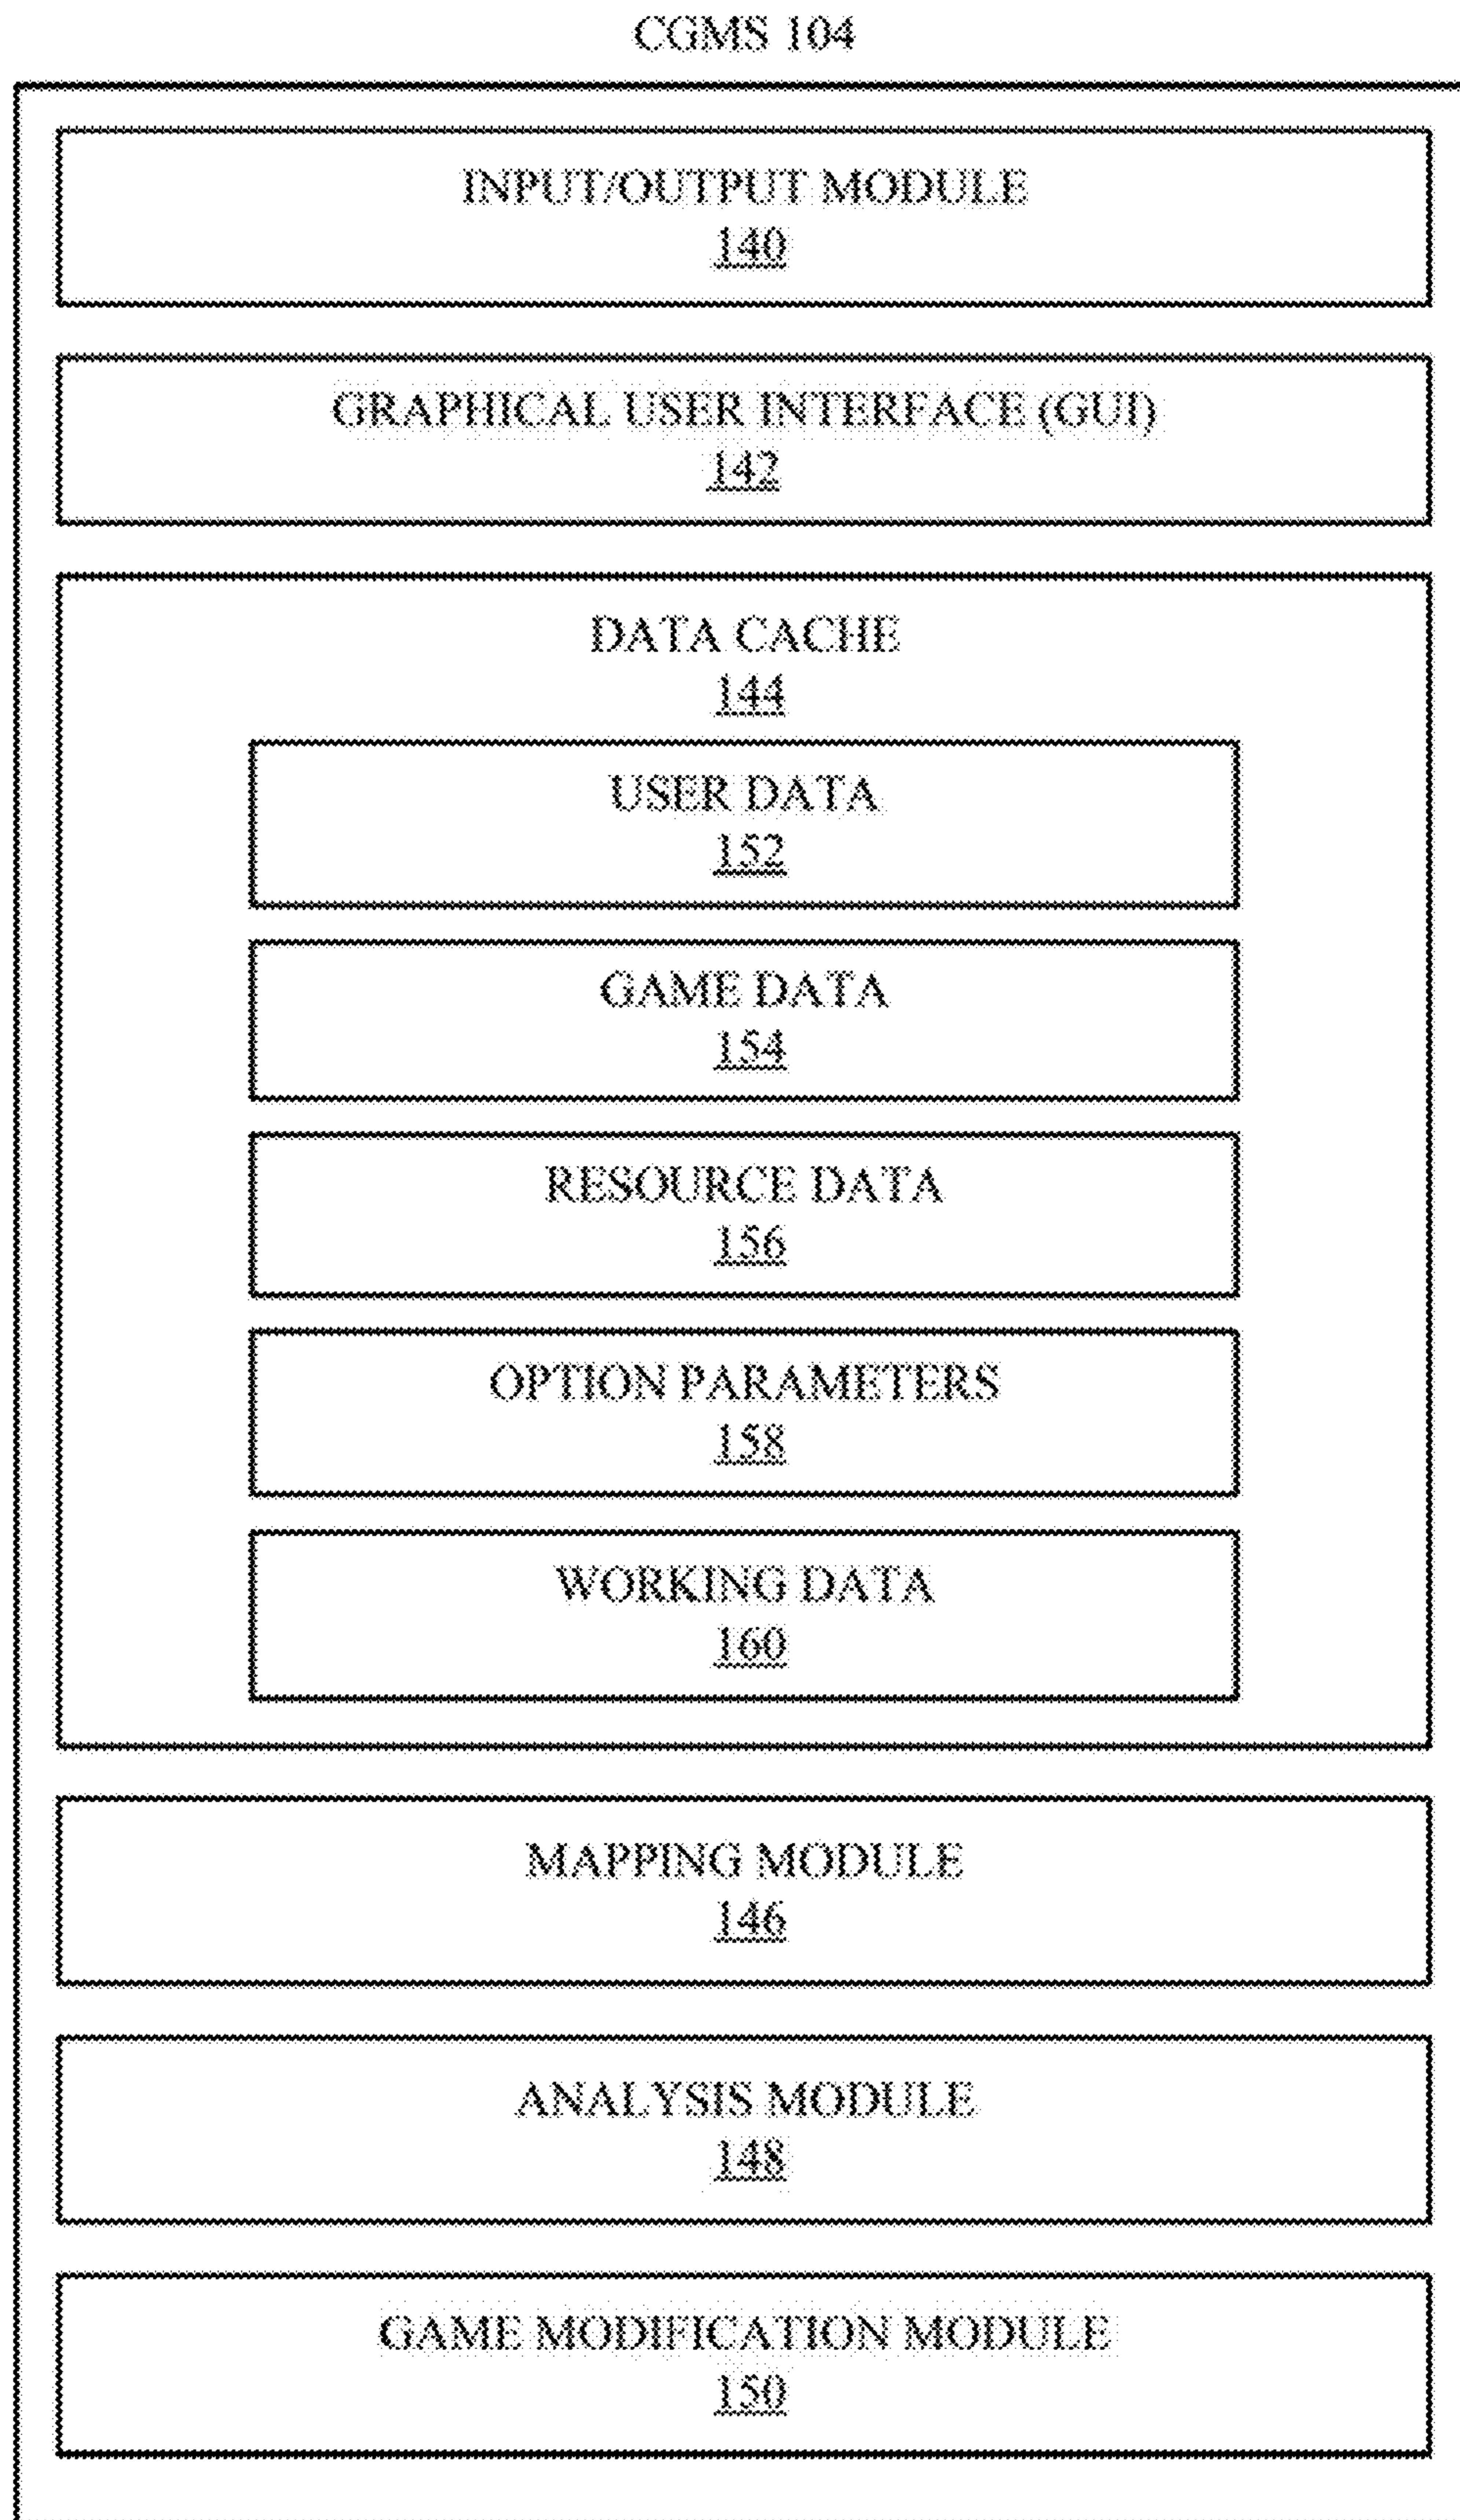 CGMS 104
INPUT/OUTPUT MODULE
140
GRAPHICAL USER INTERFACE (GUI)
142
DATA CACHE
144
USER DATA
152
GAME DATA
154
RESOURCE DATA
156
OPTION PARAMETERS
158
WORKING DATA
160
MAPPING MODULE
146
ANALYSIS MODULE
148
GAME MODIFICATION MODULE
150